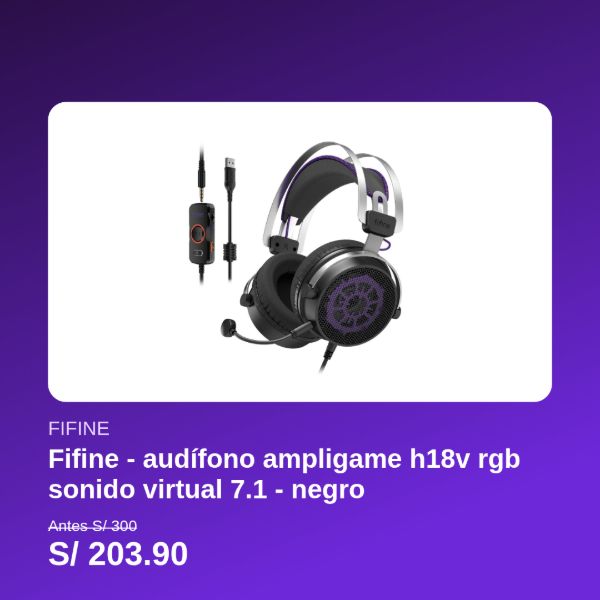 FIFINE
Fifine - audífono ampligame h18v rgb
sonido virtual 7.1 - negro
Antes S/ 300
S/ 203.90